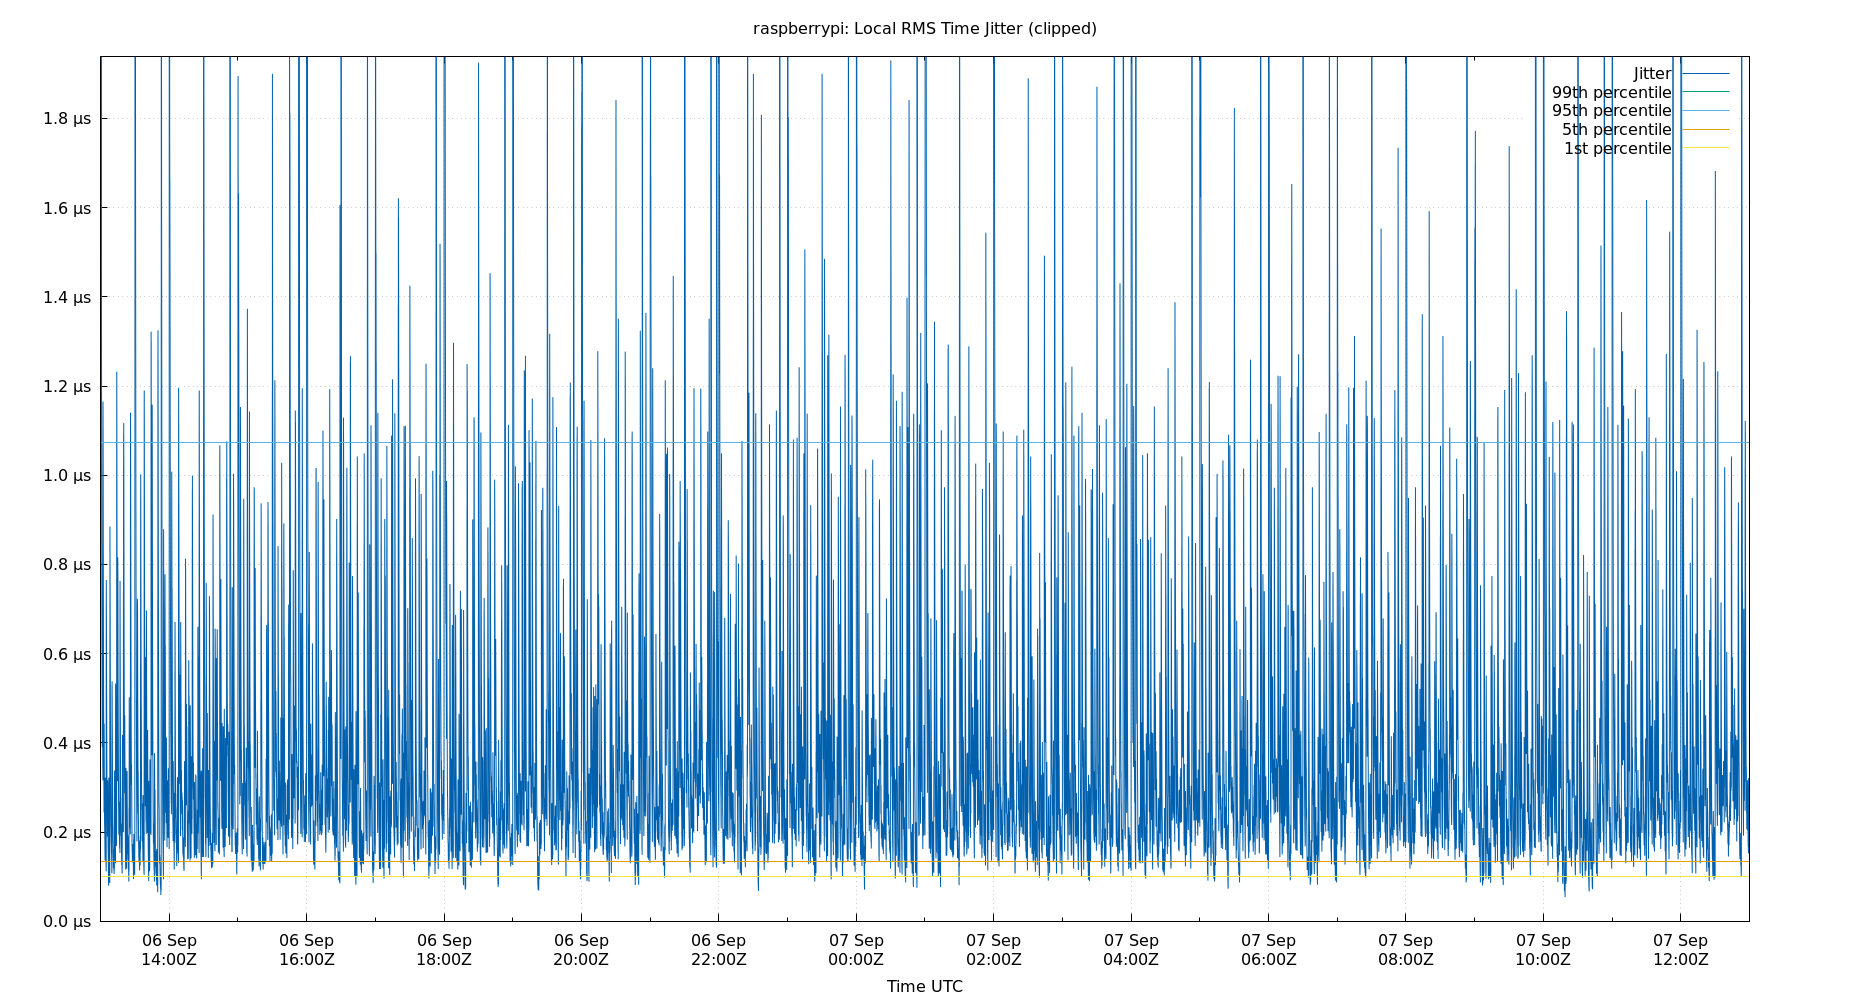 raspberrypi: Local RMS Time Jitter (clipped)
Jitter
99th percentile
95th percentile
5th percentile
1st percentile
1.8 µs
1.6 µs
1.4 µs
1.2 µs
1.0 µs
0.8 µs
0.6 µs
0.4 µs
0.2 µs
0.0 µs
06 Sep 06 Sep 06 Sep 06 Sep 06 Sep 07 Sep 07 Sep 07 Sep 07 Sep 07 Sep 07 Sep 07 Sep
14:00Z 16:00Z 18:00Z 20:00Z 22:00Z 00:00Z 02:00Z 04:00Z 06:00Z 08:00Z 10:00Z 12:00Z
Time UTC